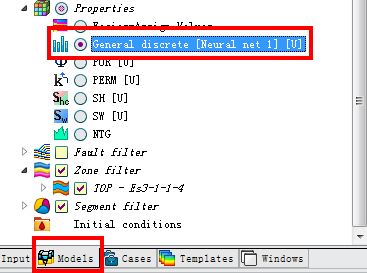 Properties
General discrete [Neural net 1] [U]
POR [U]
PERM [U]
SH [U]
SW [U]
NTG
Fault filter
Zone filter
TOP - Es3-1-1-4
Segment filter
Initial conditions
Input Models Cases Templates Windows